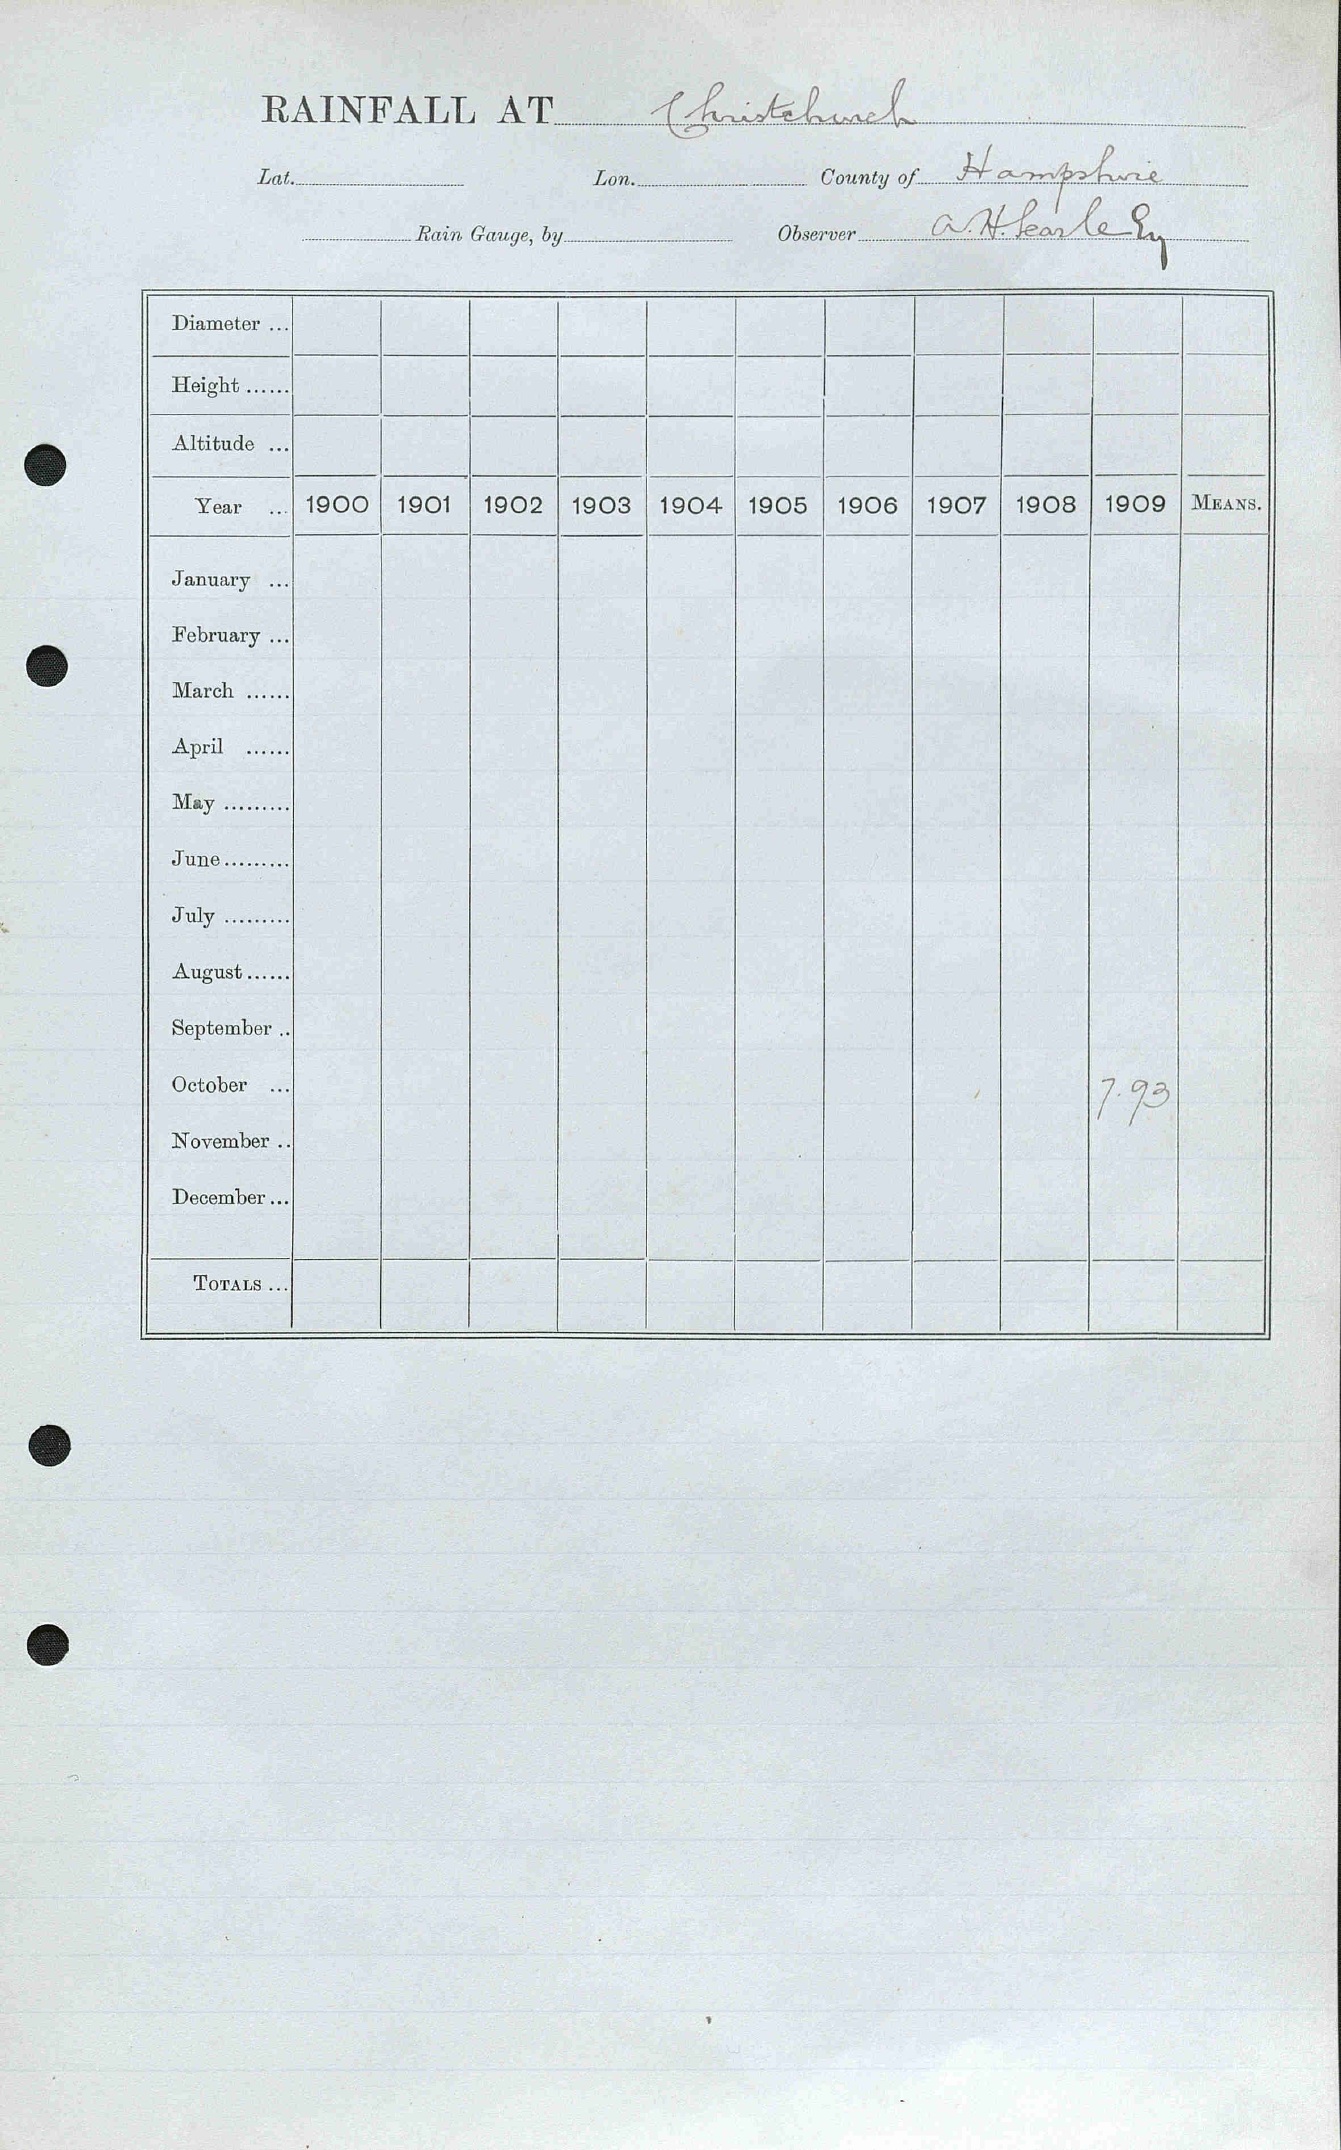 RAINFALL AT Christchurch
Lat. Lon. County of Hampshire
Rain Gauge, by Observer A. H. Searle Esq
Diameter ...
Height ......
Altitude ...
Year ... 1900 1901 1902 1903 1904 1905 1906 1907 1908 1909 MEANS.
January ...
February ...
March ......
April ......
May .........
June .........
July .........
August ......
September ..
October ... 7.93
November ..
December ...
TOTALS ...